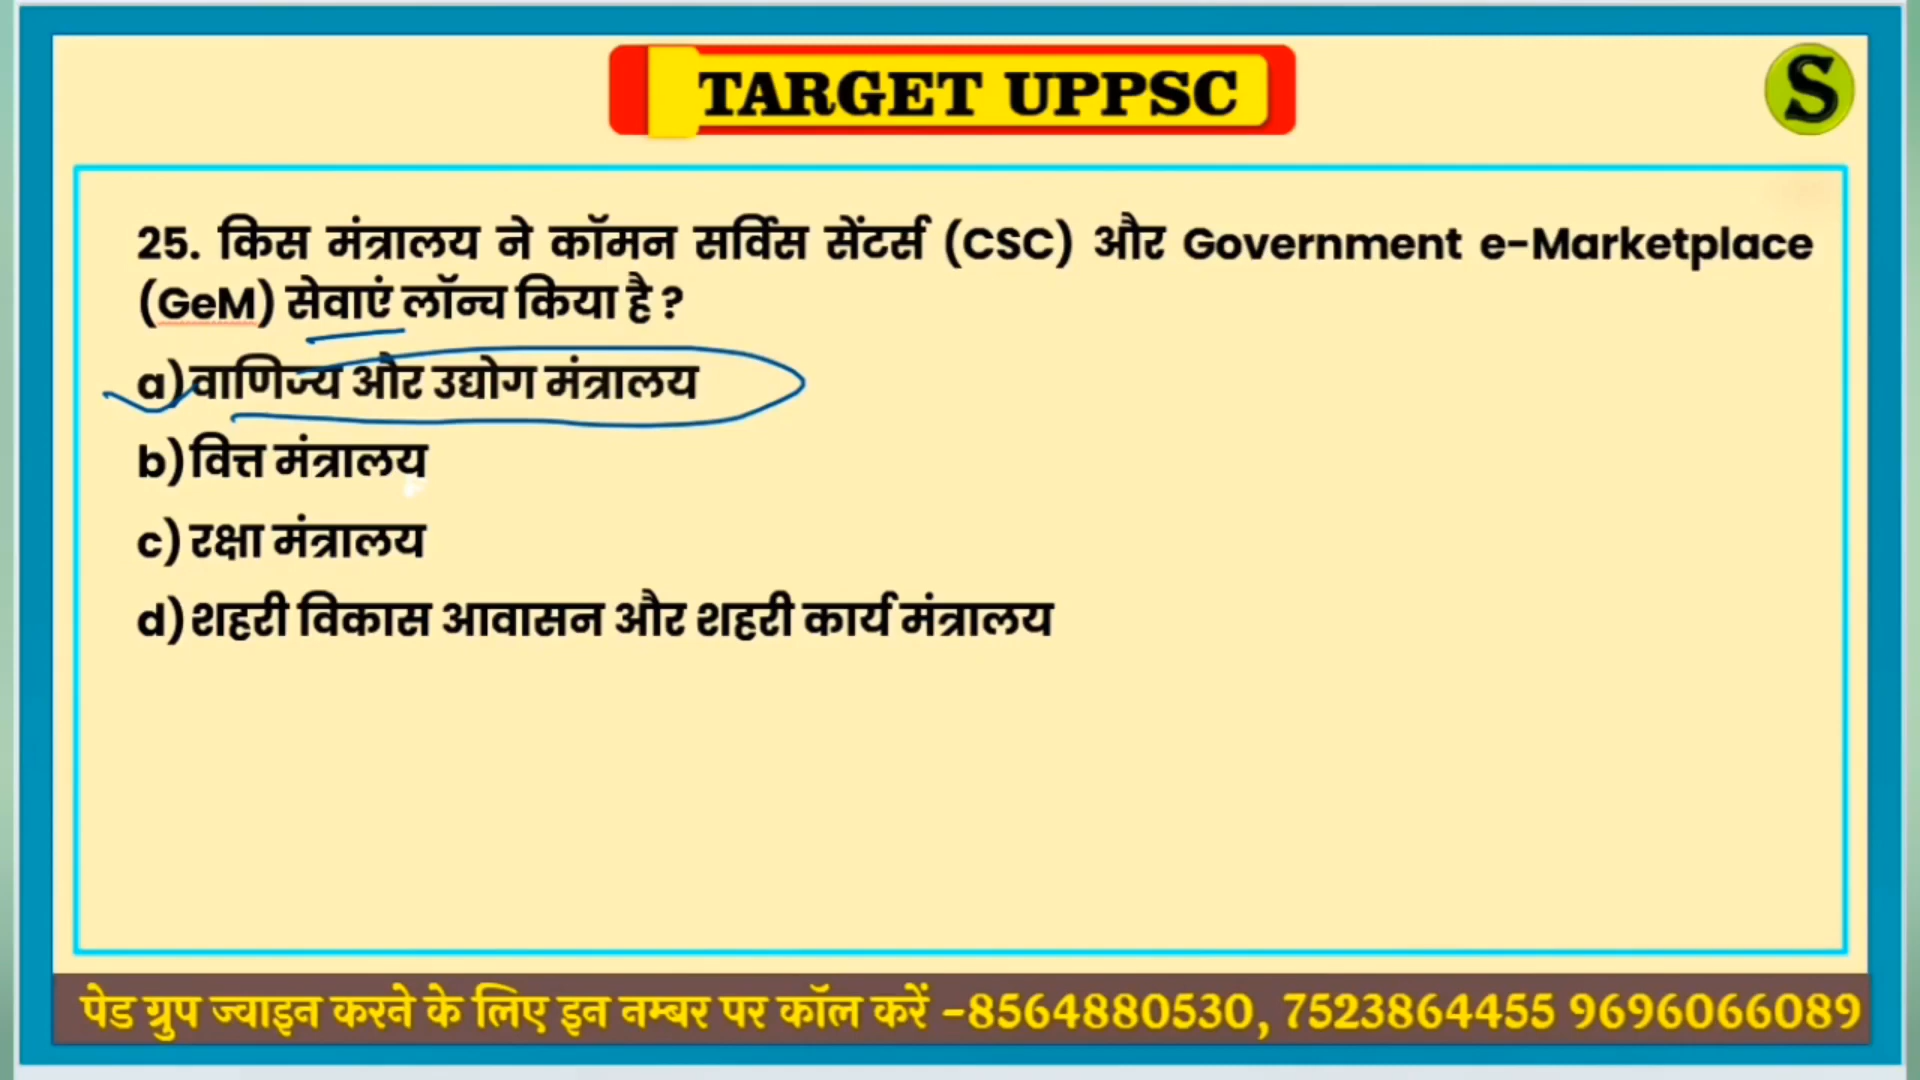 TARGET UPPSC
S
25. किस मंत्रालय ने कॉमन सर्विस सेंटर्स (CSC) और Government e-Marketplace
(GeM) सेवाएं लॉन्च किया है ?
a) वाणिज्य और उद्योग मंत्रालय
b) वित्त मंत्रालय
c) रक्षा मंत्रालय
d) शहरी विकास आवासन और शहरी कार्य मंत्रालय
पेड ग्रुप ज्वाइन करने के लिए इन नम्बर पर कॉल करें -8564880530, 7523864455 9696066089